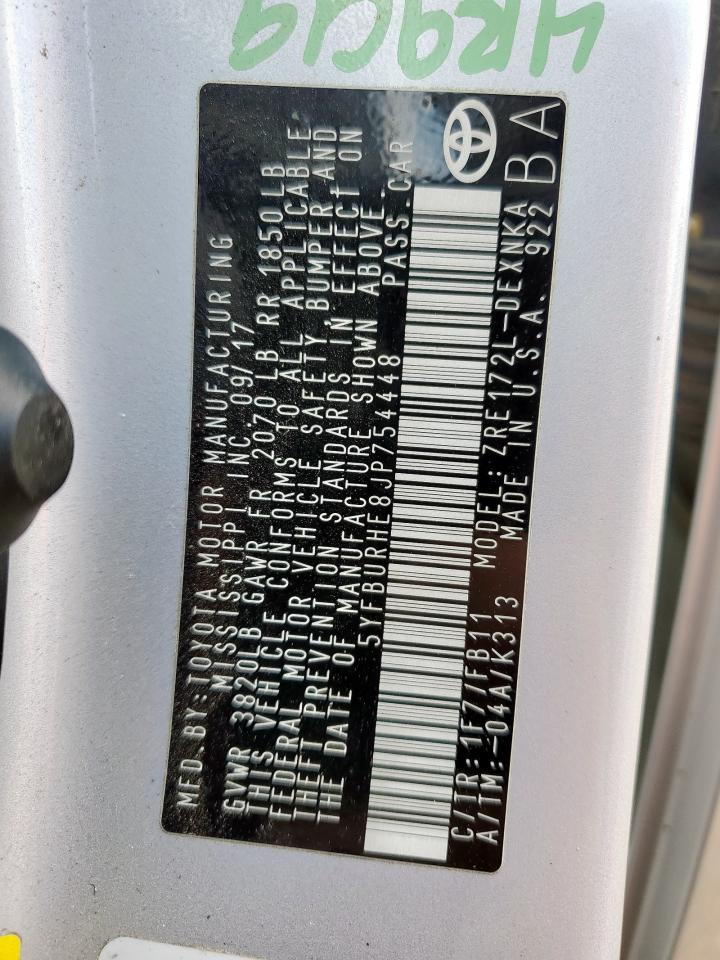 MFD.BY:TOYOTA MOTOR MANUFACTURING
MISSISSIPPI INC. 09/17
GVWR 3820LB GAWR FR 2070 LB RR 1850LB
THIS VEHICLE CONFORMS TO ALL APPLICABLE
FEDERAL MOTOR VEHICLE SAFETY, BUMPER AND
THEFT PREVENTION STANDARDS IN EFFECT ON
THE DATE OF MANUFACTURE SHOWN ABOVE.
5YFBURHE8JP754448 PASS.CAR
C/TR:1F7/FB11 MODEL:ZRE172L-DEXNKA
A/TM:-04A/K313 MADE IN U.S.A. 922
BA